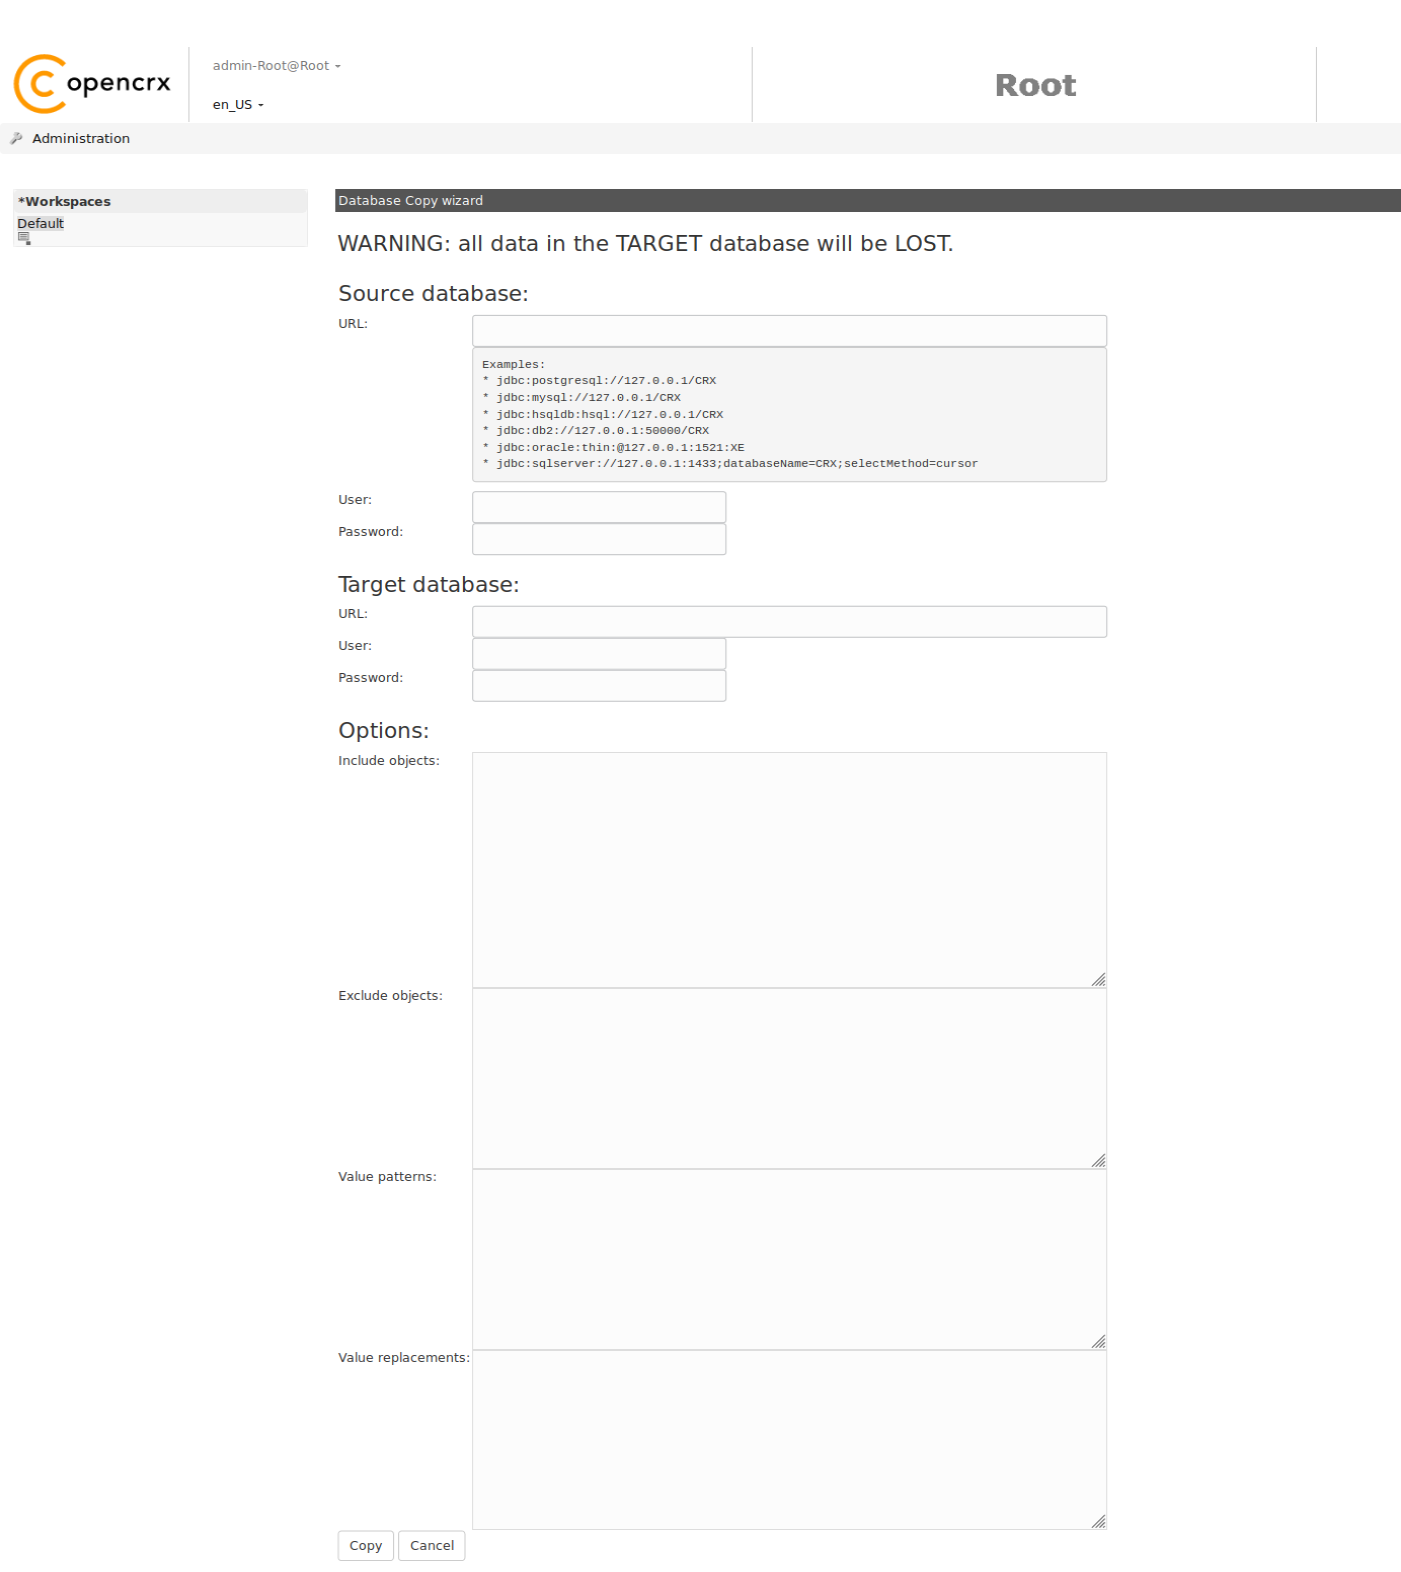 opencrx
admin-Root@Root
en_US
Root
Administration
*Workspaces
Default
Database Copy wizard
WARNING: all data in the TARGET database will be LOST.
Source database:
URL:
Examples:
* jdbc:postgresql://127.0.0.1/CRX
* jdbc:mysql://127.0.0.1/CRX
* jdbc:hsqldb:hsql://127.0.0.1/CRX
* jdbc:db2://127.0.0.1:50000/CRX
* jdbc:oracle:thin:@127.0.0.1:1521:XE
* jdbc:sqlserver://127.0.0.1:1433;databaseName=CRX;selectMethod=cursor
User:
Password:
Target database:
URL:
User:
Password:
Options:
Include objects:
Exclude objects:
Value patterns:
Value replacements:
Copy Cancel